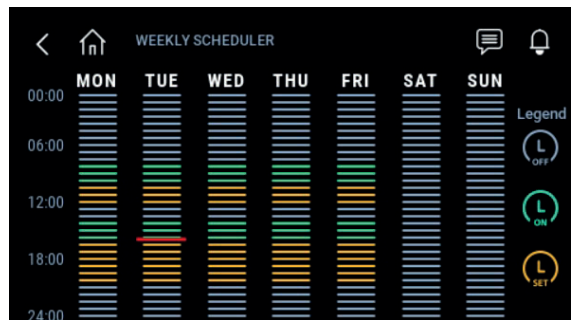 WEEKLY SCHEDULER
MON TUE WED THU FRI SAT SUN
00:00
Legend
06:00
L
OFF
12:00
L
ON
18:00
L
SET
24:00